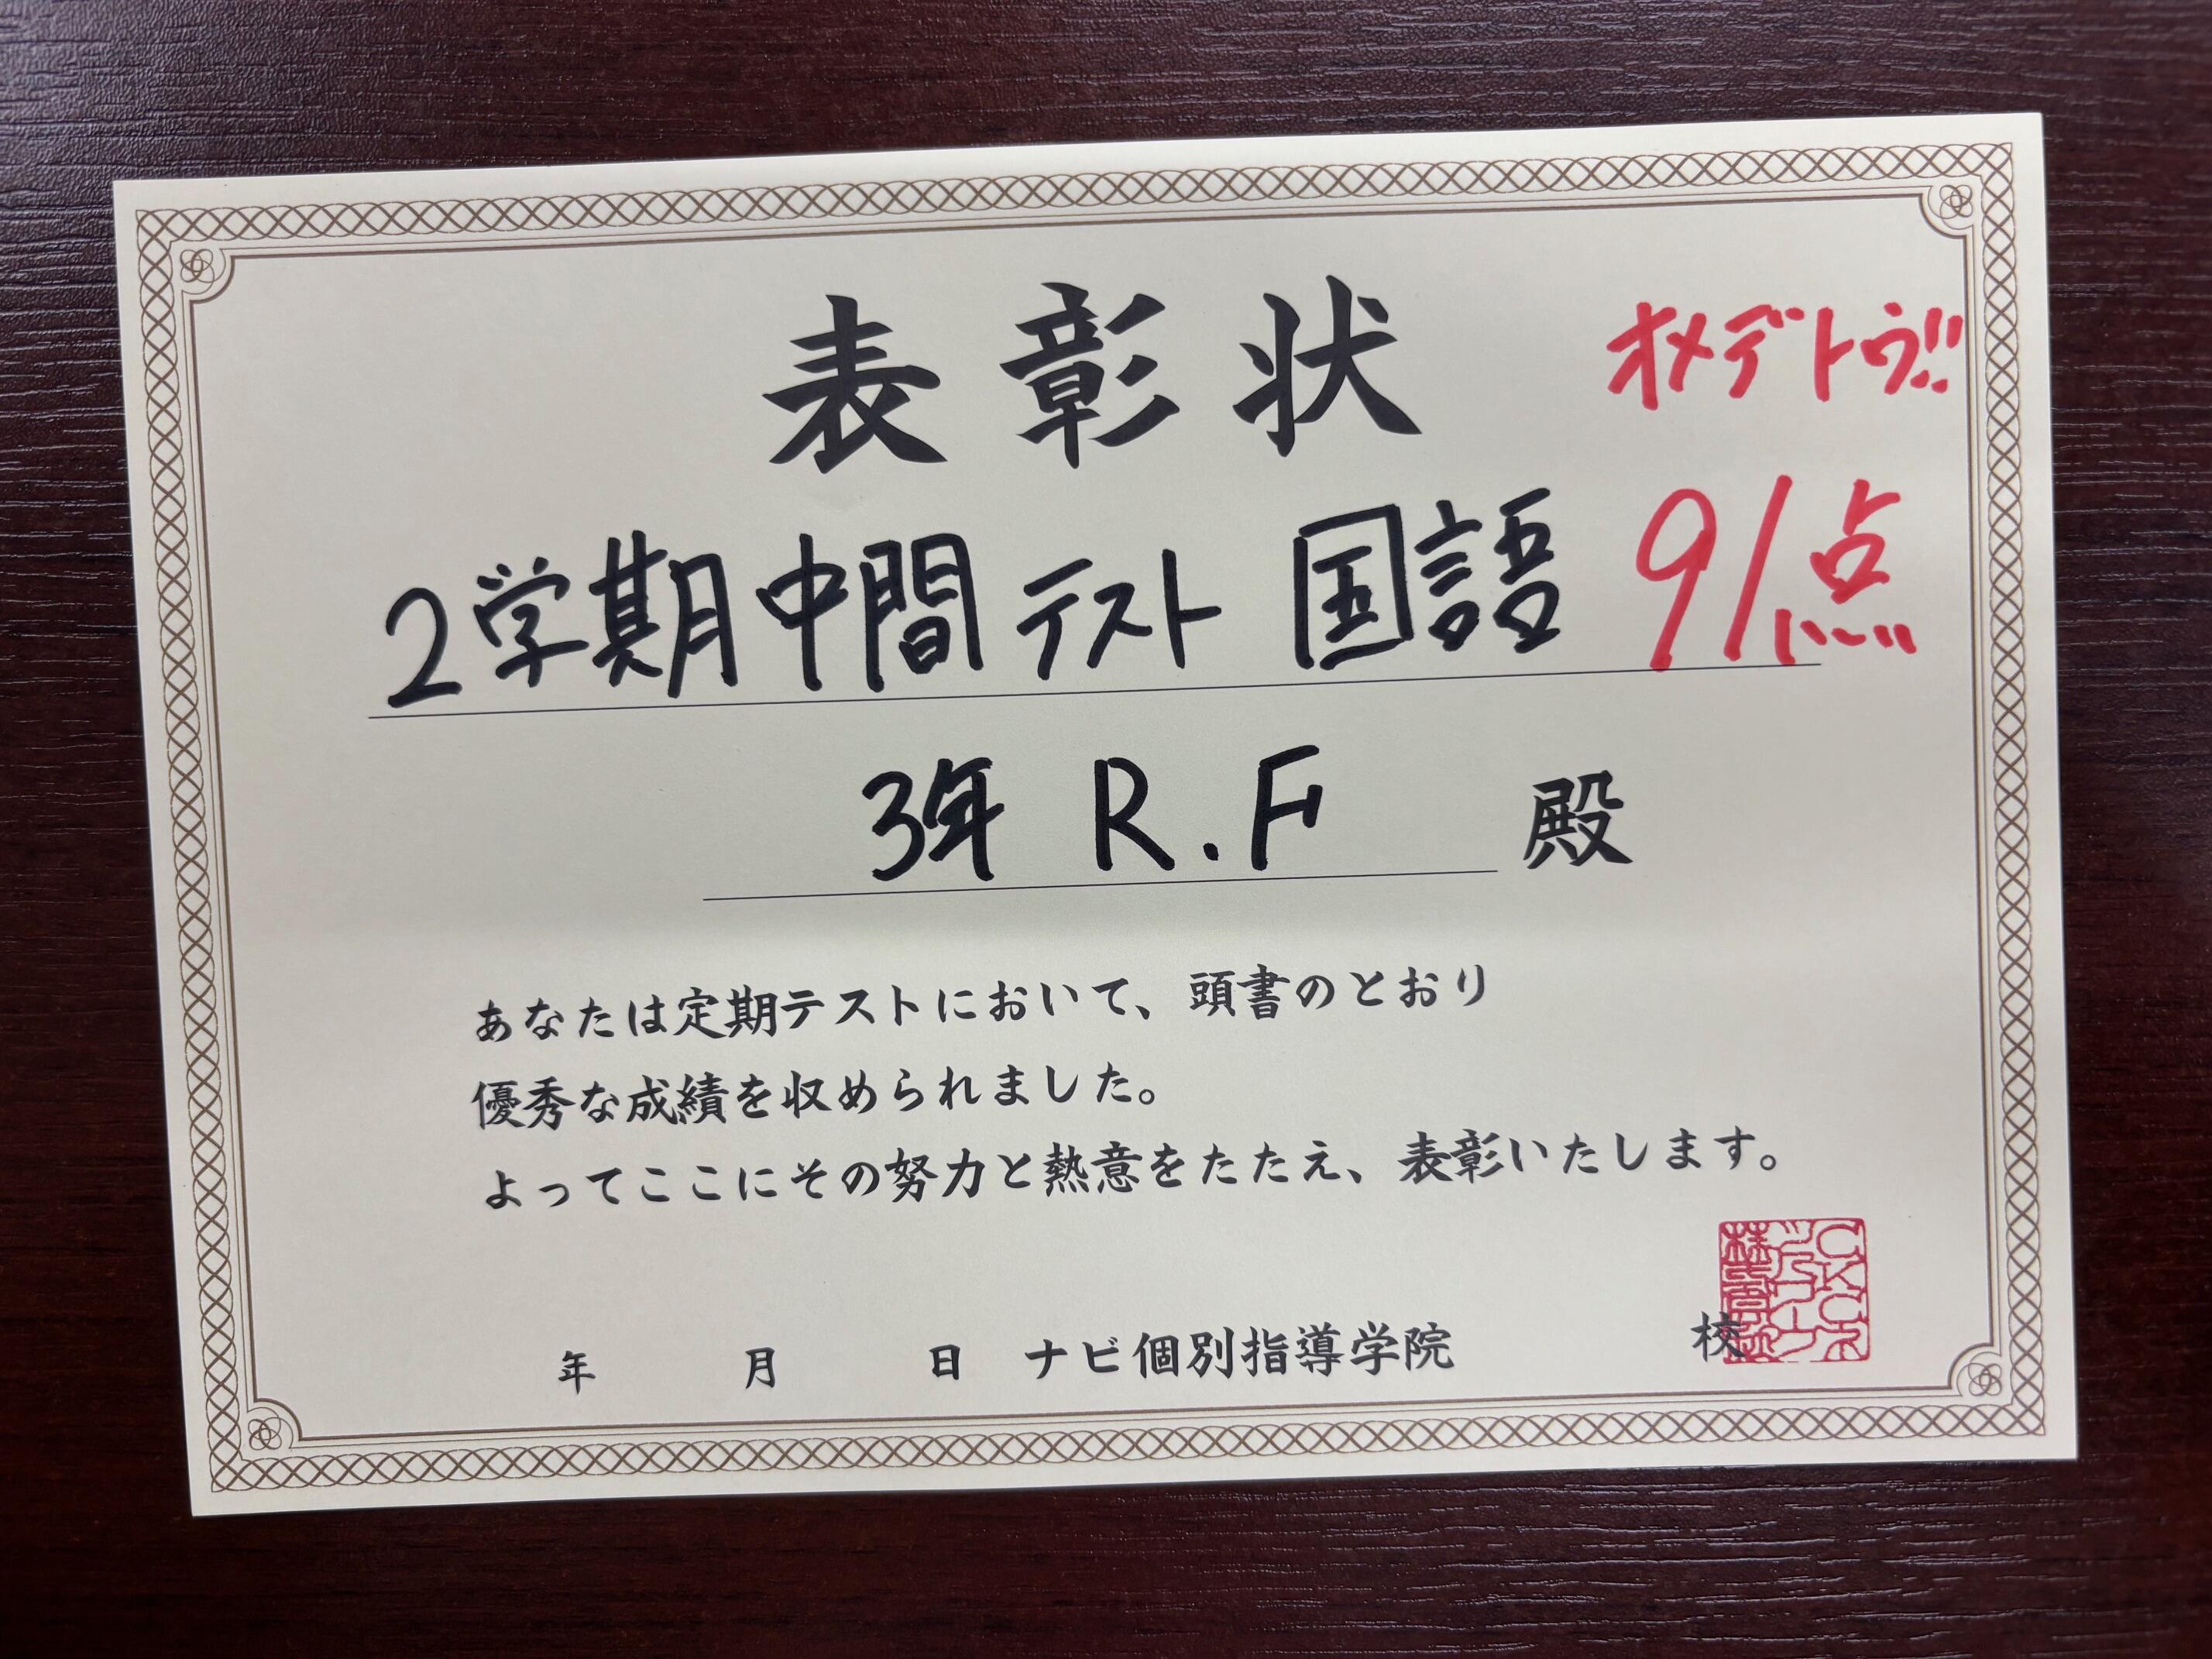 表彰状
オメデトウ!!
2学期中間テスト 国語 91点
3年 R.F 殿
あなたは定期テストにおいて、頭書のとおり
優秀な成績を収められました。
よってここにその努力と熱意をたたえ、表彰いたします。
年 月 日 ナビ個別指導学院 校